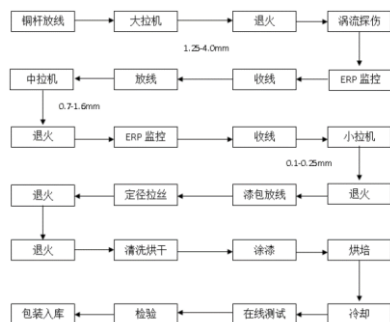 铜杆放线 大拉机 退火 涡流探伤
1.25-4.0mm
中拉机 放线 收线 ERP 监控
0.7-1.6mm
退火 ERP 监控 收线 小拉机
0.1-0.25mm
退火 定径拉丝 漆包放线 退火
退火 清洗烘干 涂漆 烘培
包装入库 检验 在线测试 冷却